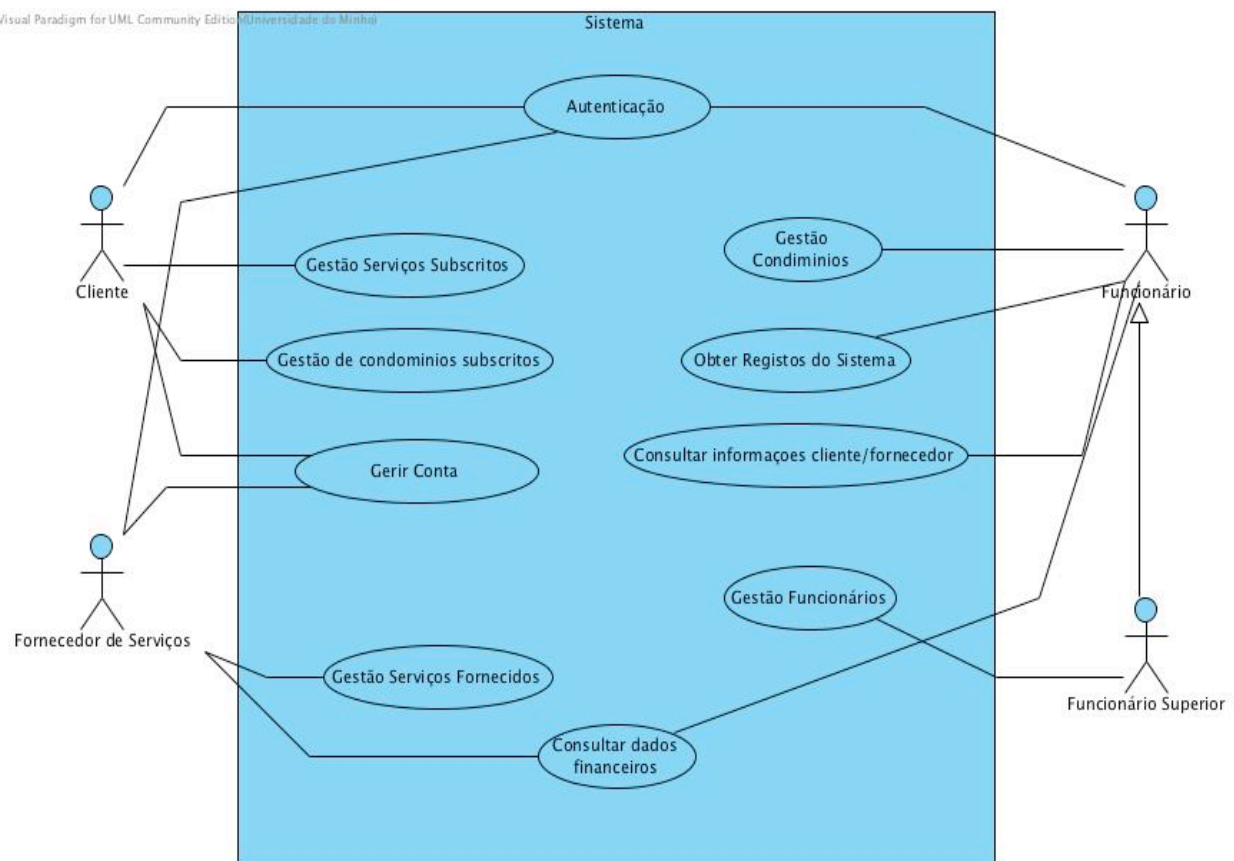 Visual Paradigm for UML Community Edition(Universidade do Minho)
Sistema
Autenticação
Gestão
Condiminios
Gestão Serviços Subscritos
Cliente
Funcionário
Gestão de condominios subscritos
Obter Registos do Sistema
Consultar informaçoes cliente/fornecedor
Gerir Conta
Gestão Funcionários
Fornecedor de Serviços
Gestão Serviços Fornecidos
Funcionário Superior
Consultar dados
financeiros